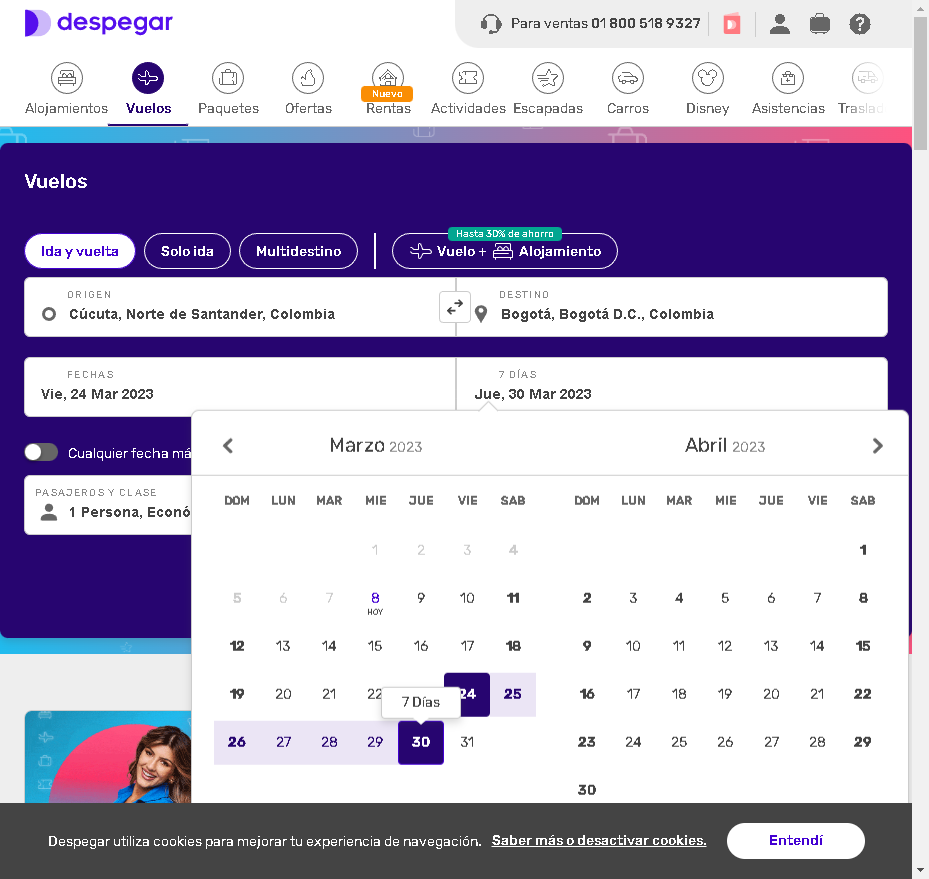 despegar
Para ventas 01 800 518 9327
Alojamientos
Vuelos
Paquetes
Ofertas
Nuevo
Rentas
Actividades
Escapadas
Carros
Disney
Asistencias
Traslad
Vuelos
Hasta 30% de ahorro
Ida y vuelta
Solo ida
Multidestino
Vuelo + Alojamiento
ORIGEN
Cúcuta, Norte de Santander, Colombia
DESTINO
Bogotá, Bogotá D.C., Colombia
FECHAS
Vie, 24 Mar 2023
7 DÍAS
Jue, 30 Mar 2023
Cualquier fecha má
PASAJEROS Y CLASE
1 Persona, Econó
Marzo 2023
DOM LUN MAR MIE JUE VIE SAB
1 2 3 4
5 6 7 8 9 10 11
HOY
12 13 14 15 16 17 18
19 20 21 22 24 25
7 Días
26 27 28 29 30 31
Abril 2023
DOM LUN MAR MIE JUE VIE SAB
1
2 3 4 5 6 7 8
9 10 11 12 13 14 15
16 17 18 19 20 21 22
23 24 25 26 27 28 29
30
Despegar utiliza cookies para mejorar tu experiencia de navegación. Saber más o desactivar cookies.
Entendí